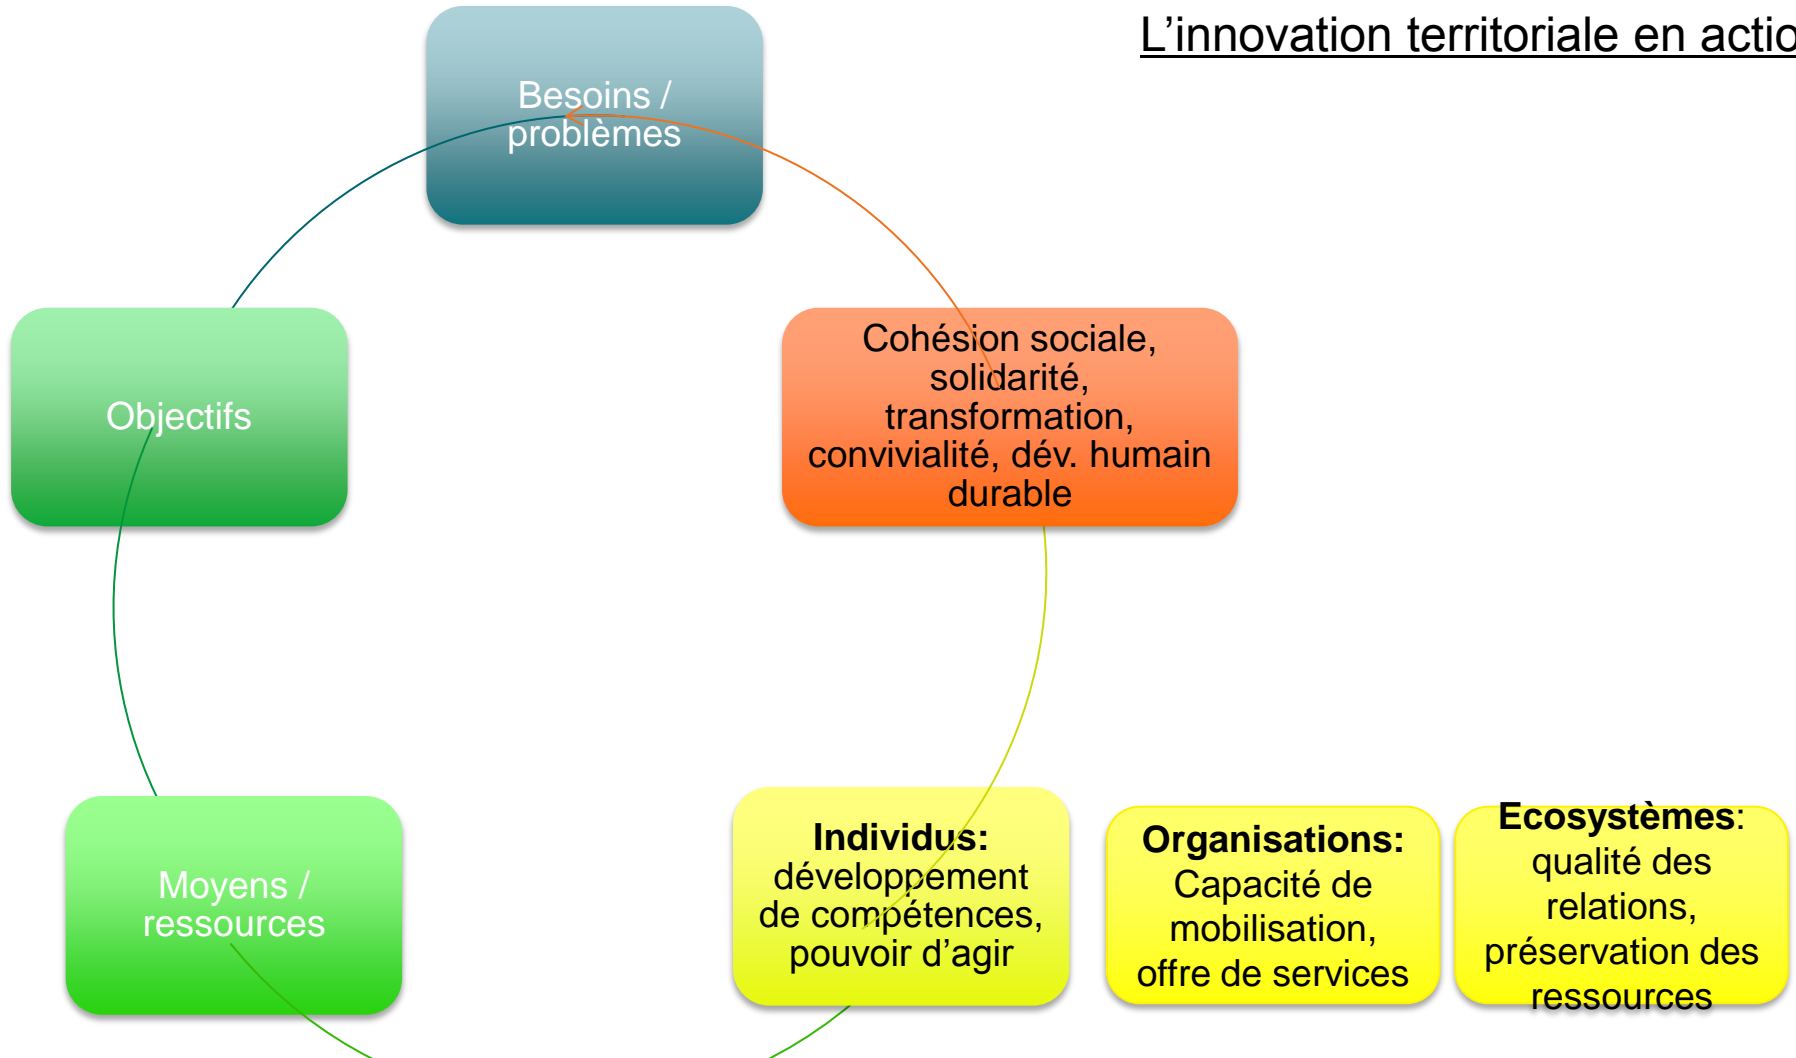 L'innovation territoriale en actio
Besoins /
problèmes
Objectifs
Cohésion sociale,
solidarité,
transformation,
convivialité, dév. humain
durable
Moyens /
ressources
Individus:
développement
de compétences,
pouvoir d'agir
Organisations:
Capacité de
mobilisation,
offre de services
Ecosystèmes:
qualité des
relations,
préservation des
ressources